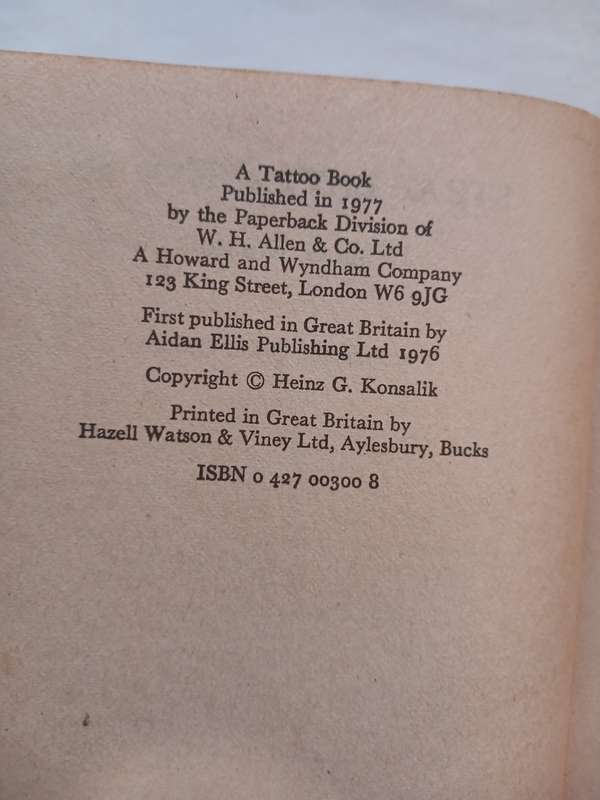 A Tattoo Book
Published in 1977
by the Paperback Division of
W. H. Allen & Co. Ltd
A Howard and Wyndham Company
123 King Street, London W6 9JG
First published in Great Britain by
Aidan Ellis Publishing Ltd 1976
Copyright © Heinz G. Konsalik
Printed in Great Britain by
Hazell Watson & Viney Ltd, Aylesbury, Bucks
ISBN 0 427 00300 8